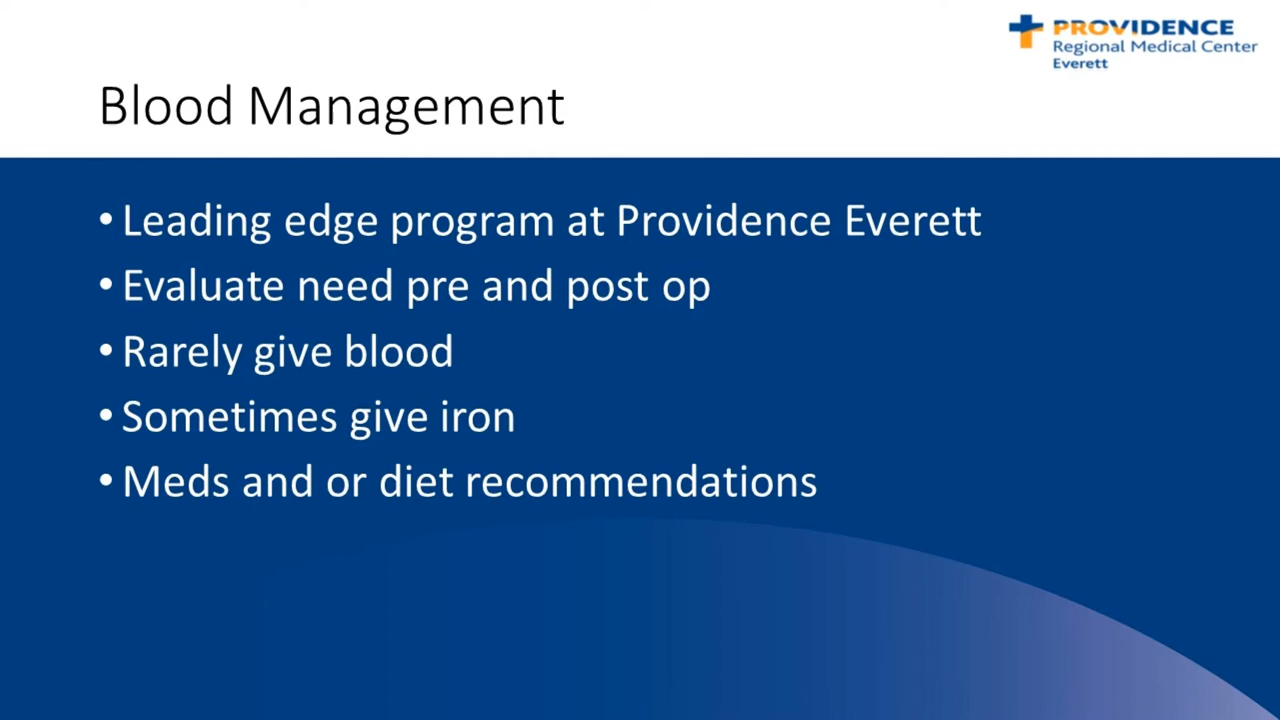 PROVIDENCE
Regional Medical Center
Everett
Blood Management
• Leading edge program at Providence Everett
• Evaluate need pre and post op
• Rarely give blood
• Sometimes give iron
• Meds and or diet recommendations